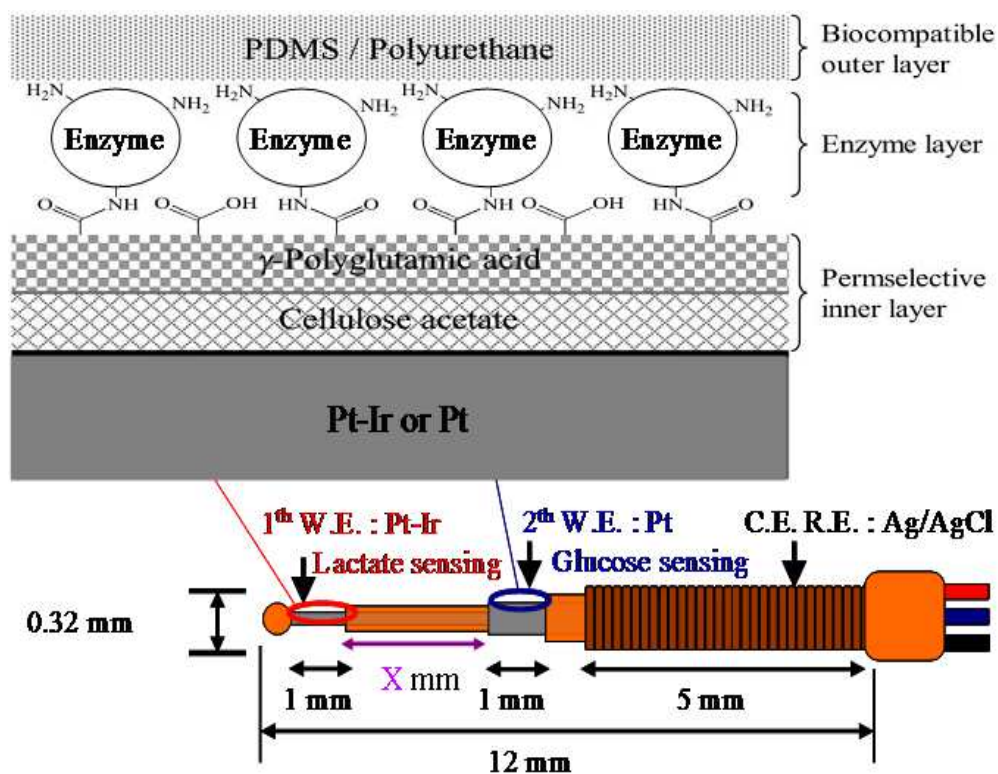 PDMS / Polyurethane
Biocompatible
outer layer
H₂N NH₂ H₂N NH₂ H₂N NH₂ H₂N NH₂
Enzyme Enzyme Enzyme Enzyme
Enzyme layer
O NH O OH HN O O NH O OH HN O
γ-Polyglutamic acid
Cellulose acetate
Permselective
inner layer
Pt-Ir or Pt
1th W.E. : Pt-Ir
Lactate sensing
2th W.E. : Pt
Glucose sensing
C.E. R.E. : Ag/AgCl
0.32 mm
1 mm
X mm
1 mm
5 mm
12 mm